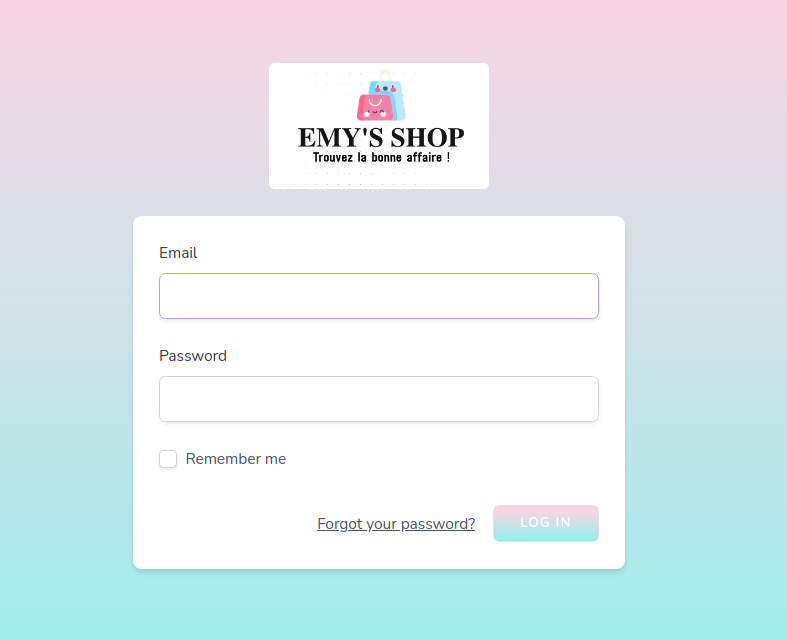 EMY'S SHOP
Trouvez la bonne affaire !
Email
Password
Remember me
Forgot your password?
LOG IN